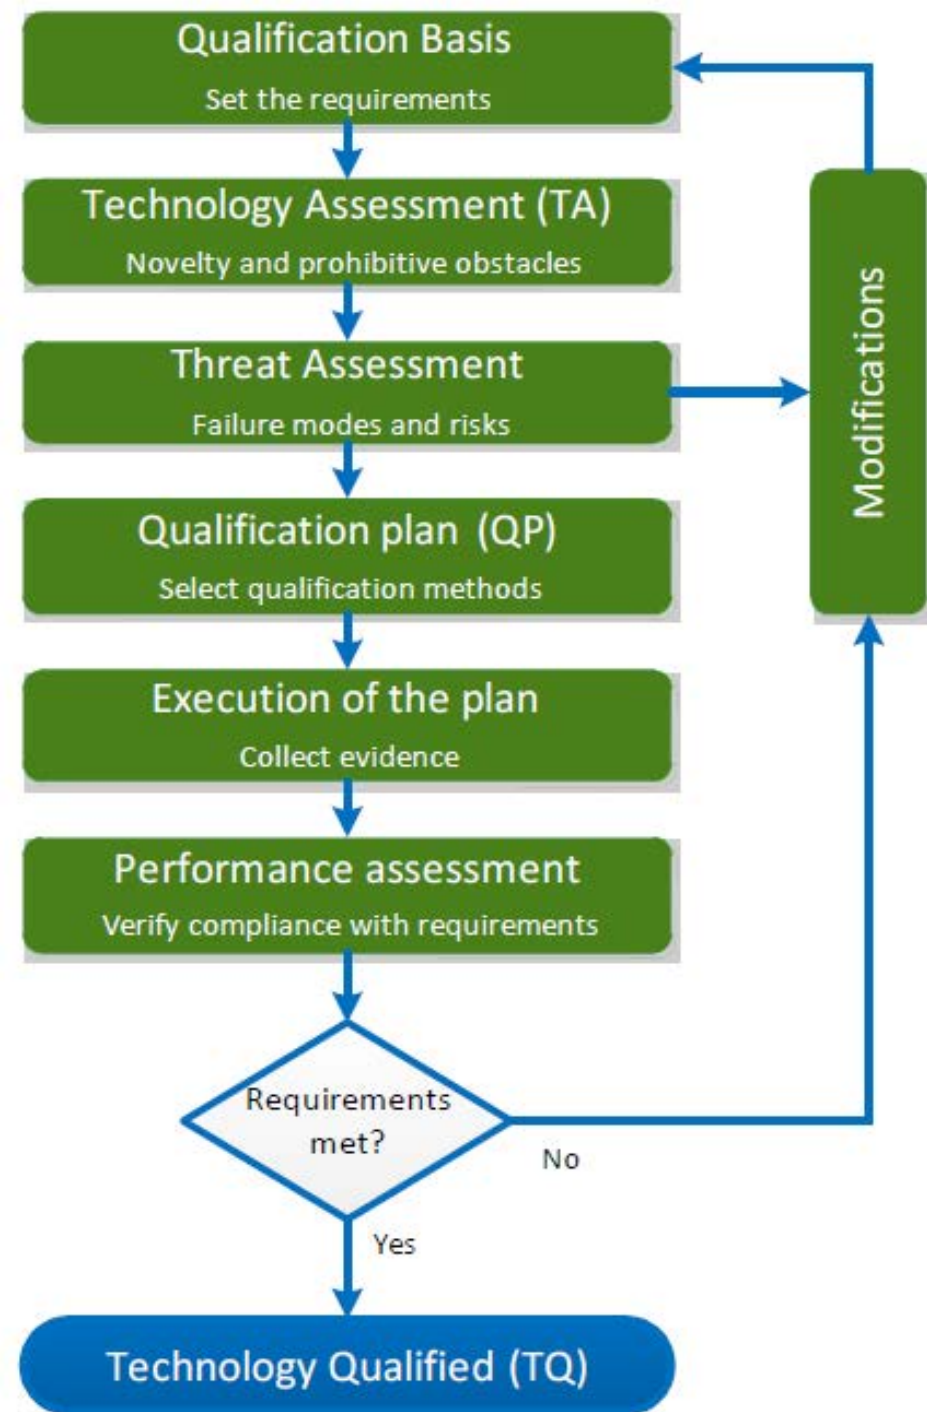 Qualification Basis
Set the requirements
Technology Assessment (TA)
Novelty and prohibitive obstacles
Threat Assessment
Failure modes and risks
Modifications
Qualification plan (QP)
Select qualification methods
Execution of the plan
Collect evidence
Performance assessment
Verify compliance with requirements
Requirements
met?
No
Yes
Technology Qualified (TQ)